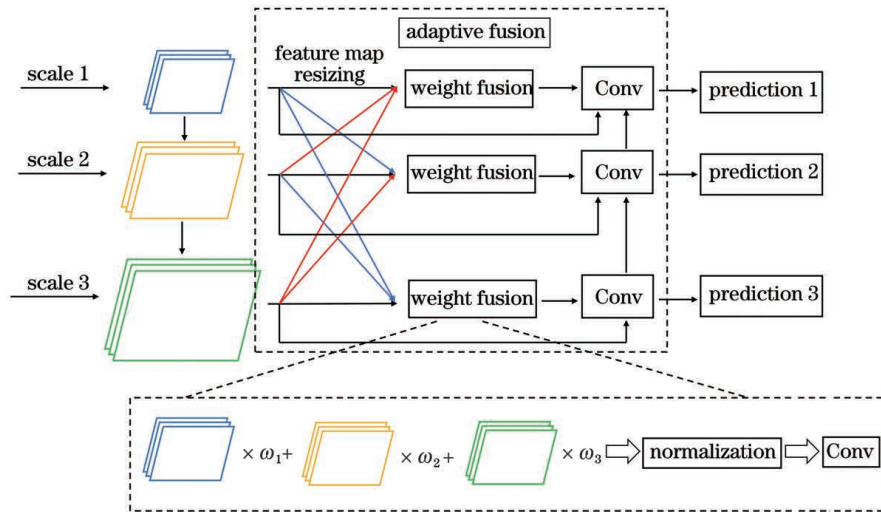 adaptive fusion
feature map
resizing
scale 1
weight fusion
Conv
prediction 1
scale 2
weight fusion
Conv
prediction 2
scale 3
weight fusion
Conv
prediction 3
× ω₁+
× ω₂+
× ω₃
normalization
Conv